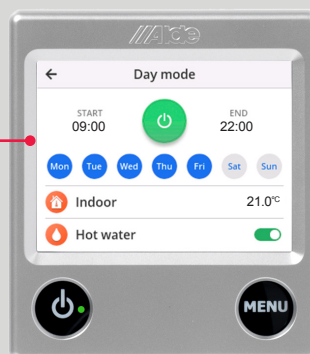 Alde
Day mode
START
09:00
END
22:00
Mon Tue Wed Thu Fri Sat Sun
Indoor 21.0°C
Hot water
MENU